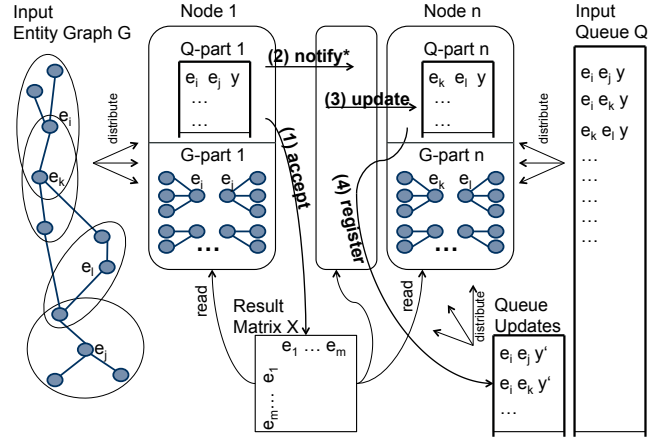 Input
Entity Graph G
Node 1
Node n
Input
Queue Q
Q-part 1
(2) notify*
Q-part n
ei ej y
…
…
(3) update
ek el y
…
…
ei ej y
ei ek y
ek el y
…
…
…
…
…
distribute
distribute
(1) accept
ei
ek
el
ej
G-part 1
ei ej
…
G-part n
ek el
…
(4) register
read
Result
Matrix X
read
distribute
Queue
Updates
e1 … em
em… e1
ei ej y‘
ei ek y‘
…